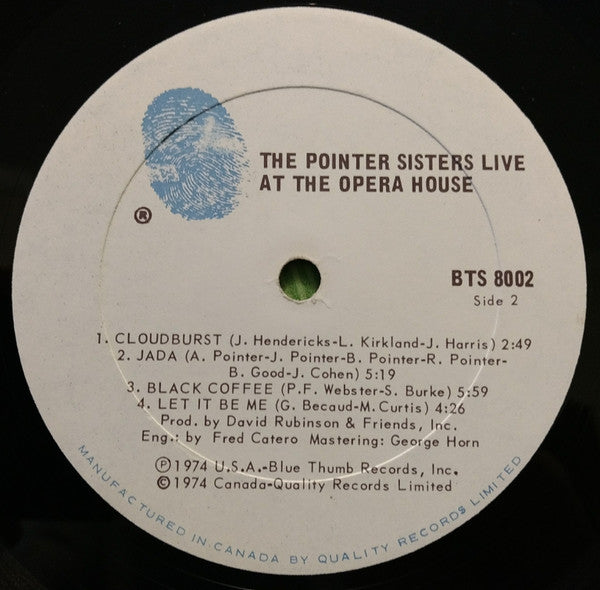 THE POINTER SISTERS LIVE
AT THE OPERA HOUSE
®
BTS 8002
Side 2
1. CLOUDBURST (J. Hendericks-L. Kirkland-J. Harris) 2:49
2. JADA (A. Pointer-J. Pointer-B. Pointer-R. Pointer-
B. Good-J. Cohen) 5:19
3. BLACK COFFEE (P.F. Webster-S. Burke) 5:59
4. LET IT BE ME (G. Becaud-M. Curtis) 4:26
Prod. by David Rubinson & Friends, Inc.
Eng.: by Fred Catero Mastering: George Horn
℗1974 U.S.A.-Blue Thumb Records, Inc.
©1974 Canada-Quality Records Limited
MANUFACTURED IN CANADA BY QUALITY RECORDS LIMITED